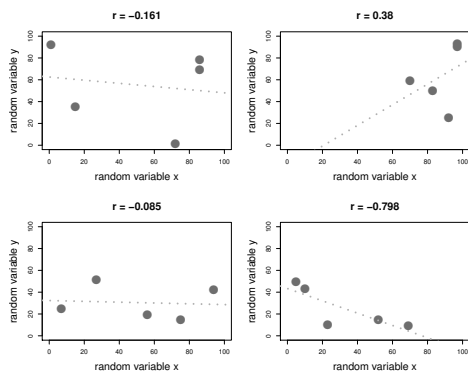 r = −0.161
random variable y
0 20 40 60 80 100
0 20 40 60 80 100
random variable x
r = 0.38
random variable y
0 20 40 60 80 100
0 20 40 60 80 100
random variable x
r = −0.085
random variable y
0 20 40 60 80 100
0 20 40 60 80 100
random variable x
r = −0.798
random variable y
0 20 40 60 80 100
0 20 40 60 80 100
random variable x